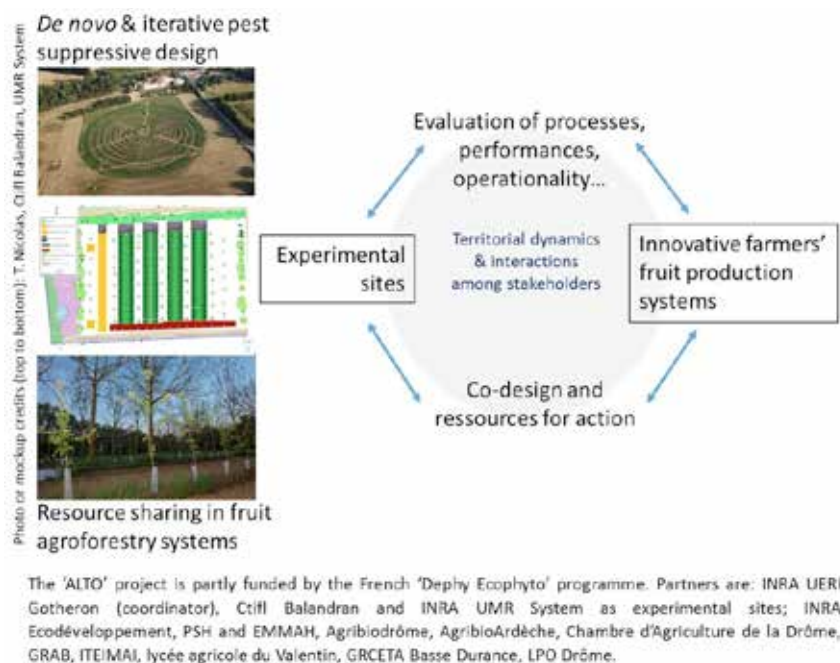 De novo & iterative pest
suppressive design
Photo or mockup credits (top to bottom): T. Nicolas, Ctifl Balandran, UMR System
Evaluation of processes,
performances,
operationality...
Experimental
sites
Territorial dynamics
& interactions
among stakeholders
Innovative farmers'
fruit production
systems
Co-design and
ressources for action
Resource sharing in fruit
agroforestry systems
The 'ALTO' project is partly funded by the French 'Dephy Ecophyto' programme. Partners are: INRA UERI
Gotheron (coordinator), Ctifl Balandran and INRA UMR System as experimental sites; INRA
Ecodéveloppement, PSH and EMMAH, Agribiodrôme, AgribioArdèche, Chambre d'Agriculture de la Drôme,
GRAB, ITEIMAI, lycée agricole du Valentin, GRCETA Basse Durance, LPO Drôme.